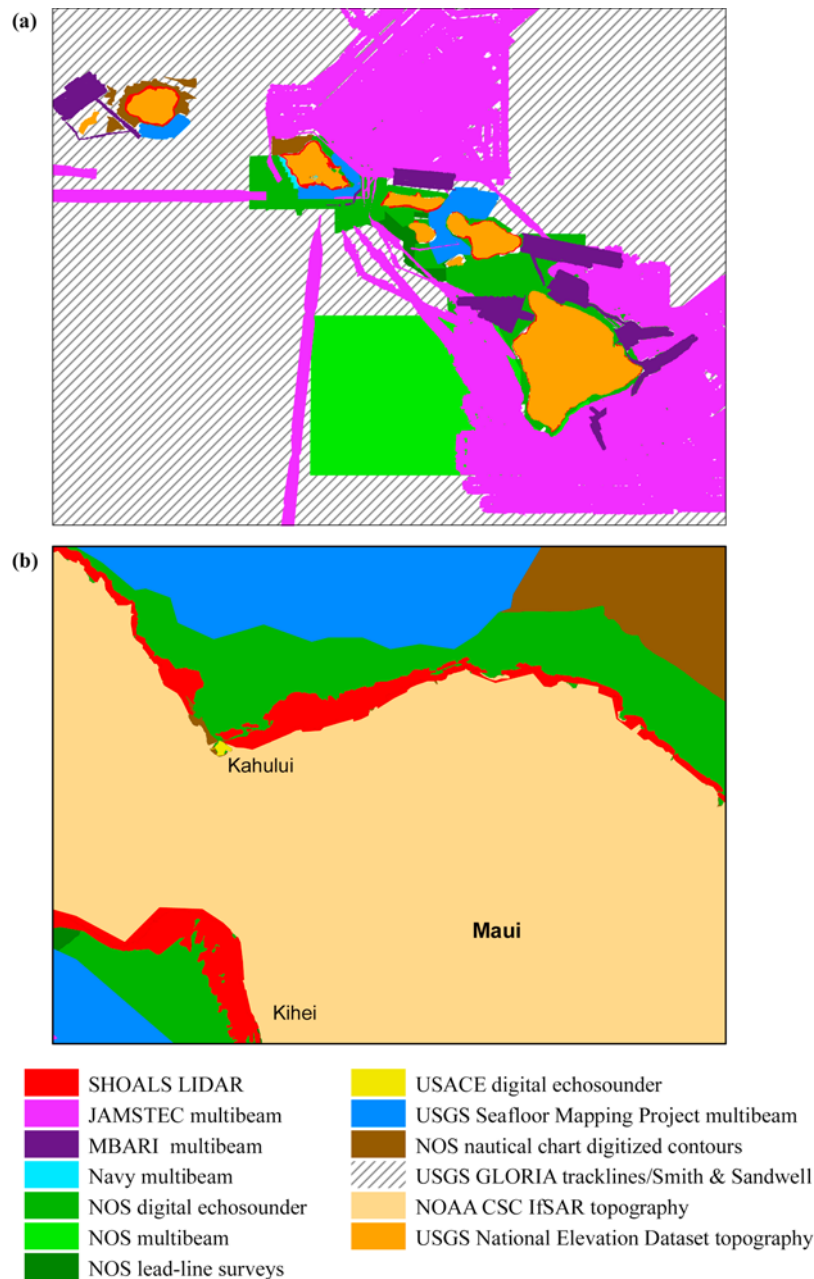 (a)
(b)
Kahului
Maui
Kihei
SHOALS LIDAR
JAMSTEC multibeam
MBARI multibeam
Navy multibeam
NOS digital echosounder
NOS multibeam
NOS lead-line surveys
USACE digital echosounder
USGS Seafloor Mapping Project multibeam
NOS nautical chart digitized contours
USGS GLORIA tracklines/Smith & Sandwell
NOAA CSC IfSAR topography
USGS National Elevation Dataset topography